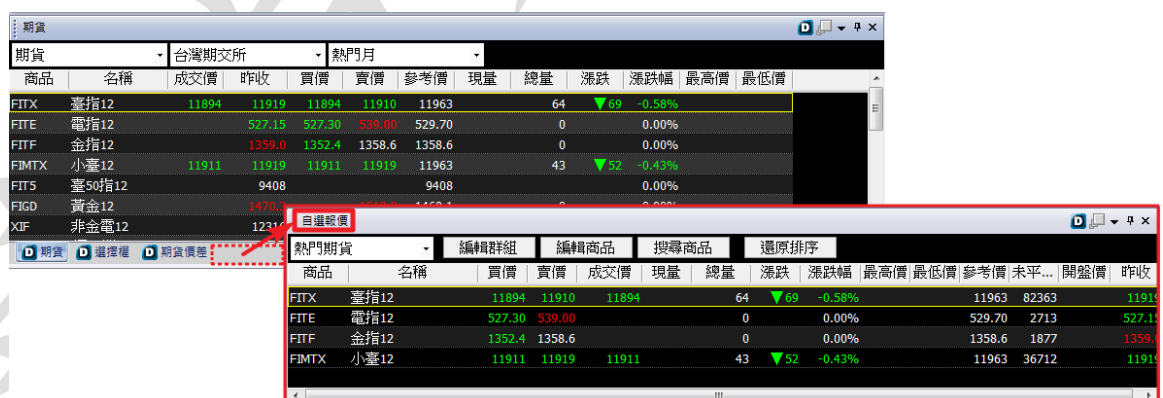 期貨
期貨 台灣期交所 熱門月
商品 名稱 成交價 昨收 買價 賣價 參考價 現量 總量 漲跌 漲跌幅 最高價 最低價
FITX 臺指12 11894 11919 11894 11910 11963 64 ▼69 -0.58%
FITE 電指12 527.15 527.30 539.00 529.70 0 0.00%
FITF 金指12 1359.0 1352.4 1358.6 1358.6 0 0.00%
FIMTX 小臺12 11911 11919 11911 11919 11963 43 ▼52 -0.43%
FIT5 臺50指12 9408 9408 0.00%
FIGD 黃金12
XIF 非金電12
D 期貨 D 選擇權 D 期貨價差
自選報價
熱門期貨 編輯群組 編輯商品 搜尋商品 還原排序
商品 名稱 買價 賣價 成交價 現量 總量 漲跌 漲跌幅 最高價 最低價 參考價 未平... 開盤價 昨收
FITX 臺指12 11894 11910 11894 64 ▼69 -0.58% 11963 82363 11919
FITE 電指12 527.30 539.00 0 0.00% 529.70 2713 527.15
FITF 金指12 1352.4 1358.6 0 0.00% 1358.6 1877 1359.0
FIMTX 小臺12 11911 11919 11911 43 ▼52 -0.43% 11963 36712 11919